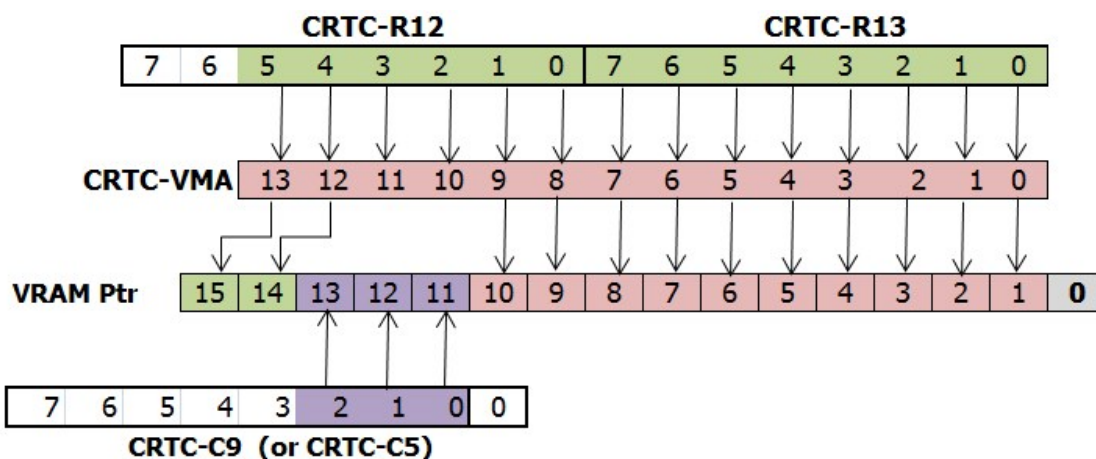 CRTC-R12 CRTC-R13
7 6 5 4 3 2 1 0 7 6 5 4 3 2 1 0
CRTC-VMA 13 12 11 10 9 8 7 6 5 4 3 2 1 0
VRAM Ptr 15 14 13 12 11 10 9 8 7 6 5 4 3 2 1 0
7 6 5 4 3 2 1 0 0
CRTC-C9 (or CRTC-C5)